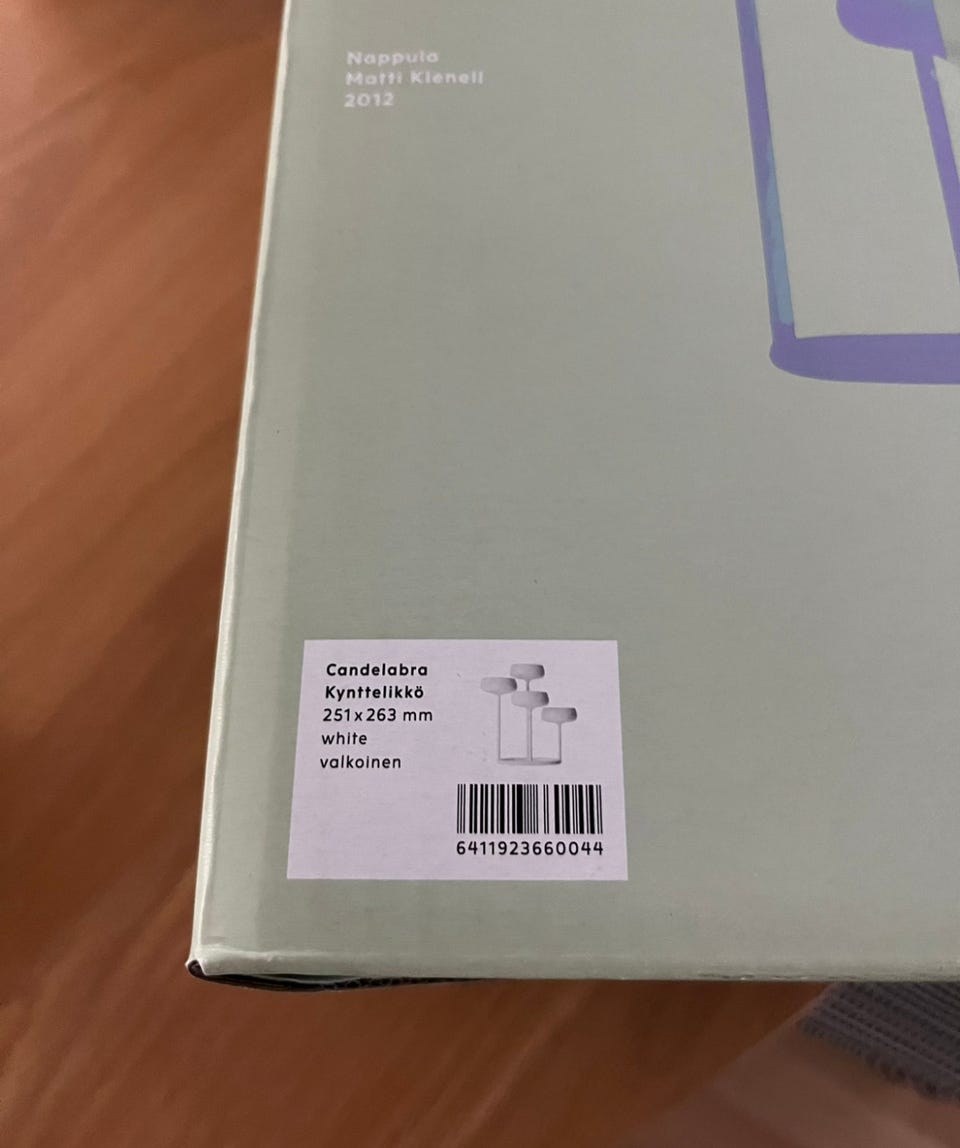 Nappula
Matti Klenell
2012
Candelabra
Kynttelikkö
251x263 mm
white
valkoinen
6411923660044